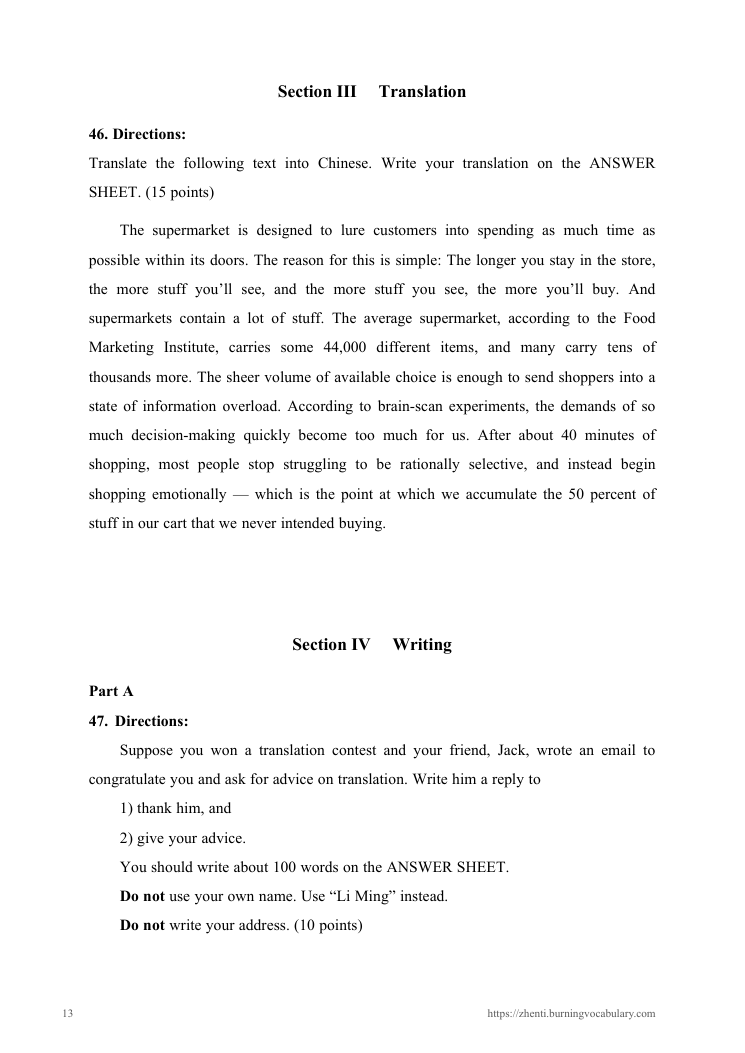 Section III Translation
46. Directions:
Translate the following text into Chinese. Write your translation on the ANSWER
SHEET. (15 points)
The supermarket is designed to lure customers into spending as much time as
possible within its doors. The reason for this is simple: The longer you stay in the store,
the more stuff you’ll see, and the more stuff you see, the more you’ll buy. And
supermarkets contain a lot of stuff. The average supermarket, according to the Food
Marketing Institute, carries some 44,000 different items, and many carry tens of
thousands more. The sheer volume of available choice is enough to send shoppers into a
state of information overload. According to brain-scan experiments, the demands of so
much decision-making quickly become too much for us. After about 40 minutes of
shopping, most people stop struggling to be rationally selective, and instead begin
shopping emotionally — which is the point at which we accumulate the 50 percent of
stuff in our cart that we never intended buying.
Section IV Writing
Part A
47. Directions:
Suppose you won a translation contest and your friend, Jack, wrote an email to
congratulate you and ask for advice on translation. Write him a reply to
1) thank him, and
2) give your advice.
You should write about 100 words on the ANSWER SHEET.
Do not use your own name. Use “Li Ming” instead.
Do not write your address. (10 points)
13 https://zhenti.burningvocabulary.com